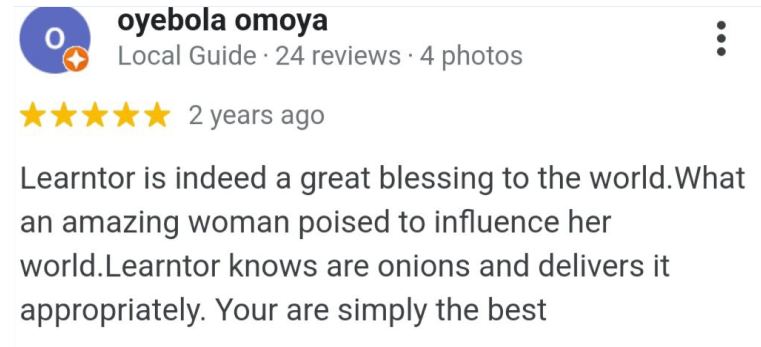 oyebola omoya
O
Local Guide · 24 reviews · 4 photos
2 years ago
Learntor is indeed a great blessing to the world.What
an amazing woman poised to influence her
world.Learntor knows are onions and delivers it
appropriately. Your are simply the best